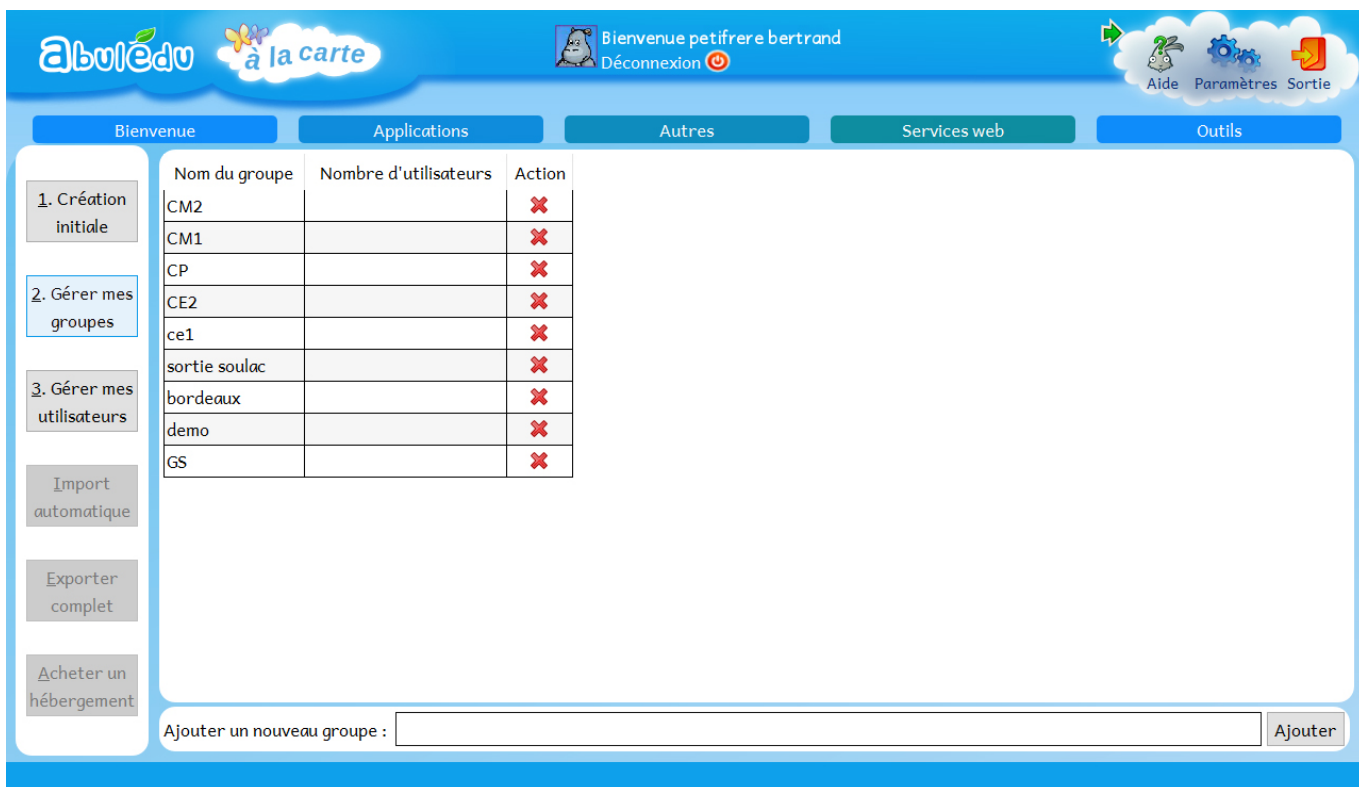 abulédu à la carte
Bienvenue petifrere bertrand
Déconnexion
Aide Paramètres Sortie
Bienvenue Applications Autres Services web Outils
1. Création
initiale
2. Gérer mes
groupes
3. Gérer mes
utilisateurs
Import
automatique
Exporter
complet
Acheter un
hébergement
Nom du groupe Nombre d'utilisateurs Action
CM2
CM1
CP
CE2
ce1
sortie soulac
bordeaux
demo
GS
Ajouter un nouveau groupe : Ajouter